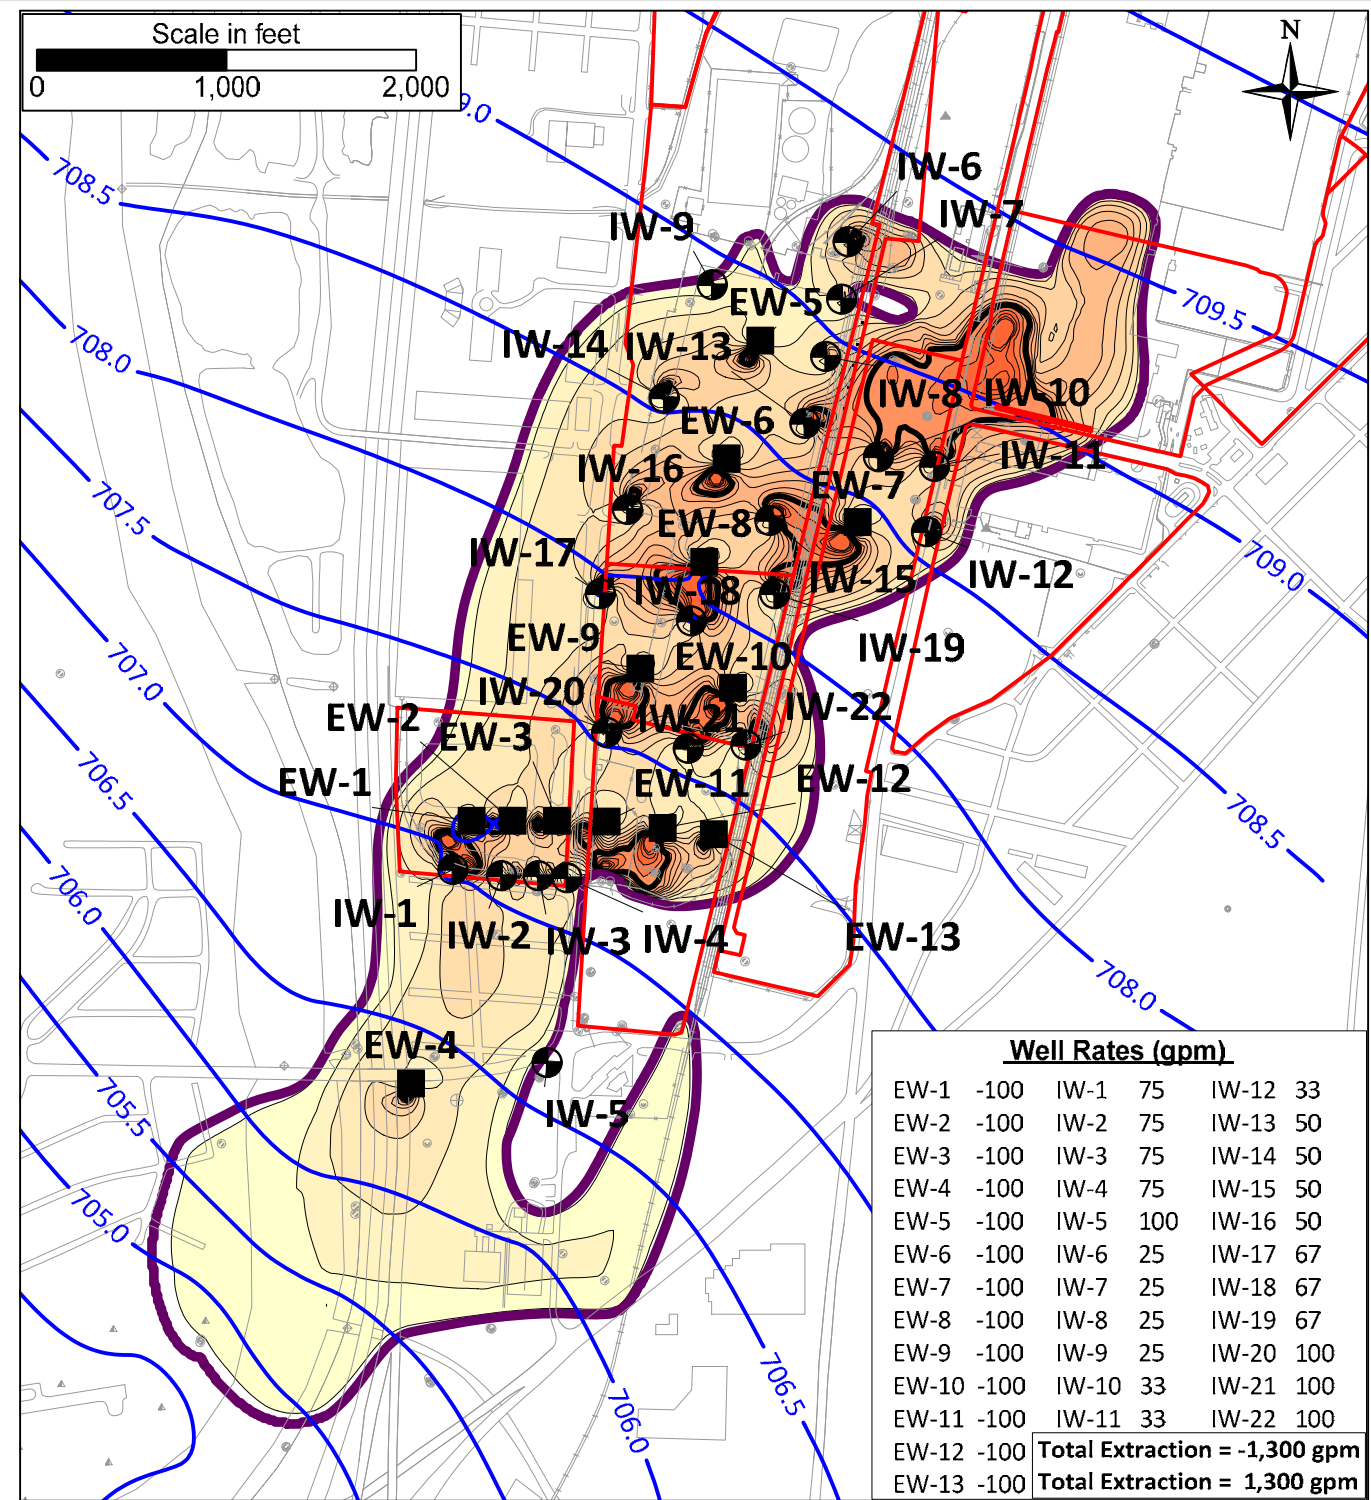 Scale in feet
0 1,000 2,000
N
9.0
708.5
IW-6
IW-7
IW-9
EW-5
709.5
708.0
IW-14 IW-13
IW-8 IW-10
EW-6
IW-11
IW-16
EW-7
707.5
EW-8
709.0
IW-17
IW-15
IW-12
IW-18
EW-9
EW-10
IW-19
707.0
IW-20
IW-21
IW-22
EW-2
EW-3
EW-1
EW-11
EW-12
706.5
708.5
706.0
IW-1
IW-2
IW-3
IW-4
EW-13
708.0
EW-4
IW-5
705.5
705.0
706.5
706.0
Well Rates (gpm)
EW-1 -100 IW-1 75 IW-12 33
EW-2 -100 IW-2 75 IW-13 50
EW-3 -100 IW-3 75 IW-14 50
EW-4 -100 IW-4 75 IW-15 50
EW-5 -100 IW-5 100 IW-16 50
EW-6 -100 IW-6 25 IW-17 67
EW-7 -100 IW-7 25 IW-18 67
EW-8 -100 IW-8 25 IW-19 67
EW-9 -100 IW-9 25 IW-20 100
EW-10 -100 IW-10 33 IW-21 100
EW-11 -100 IW-11 33 IW-22 100
EW-12 -100 Total Extraction = -1,300 gpm
EW-13 -100 Total Extraction = 1,300 gpm